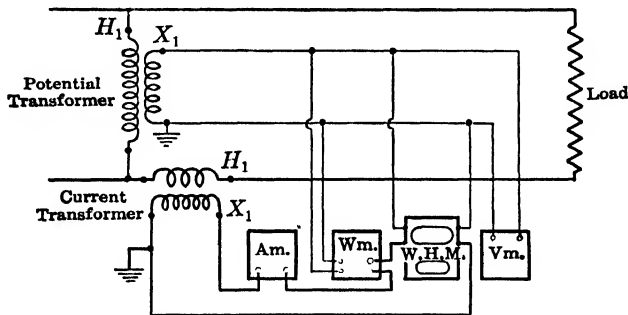 H₁
X₁
Potential
Transformer
Load
H₁
Current
Transformer
X₁
Am.
Wm.
W.H.M.
Vm.